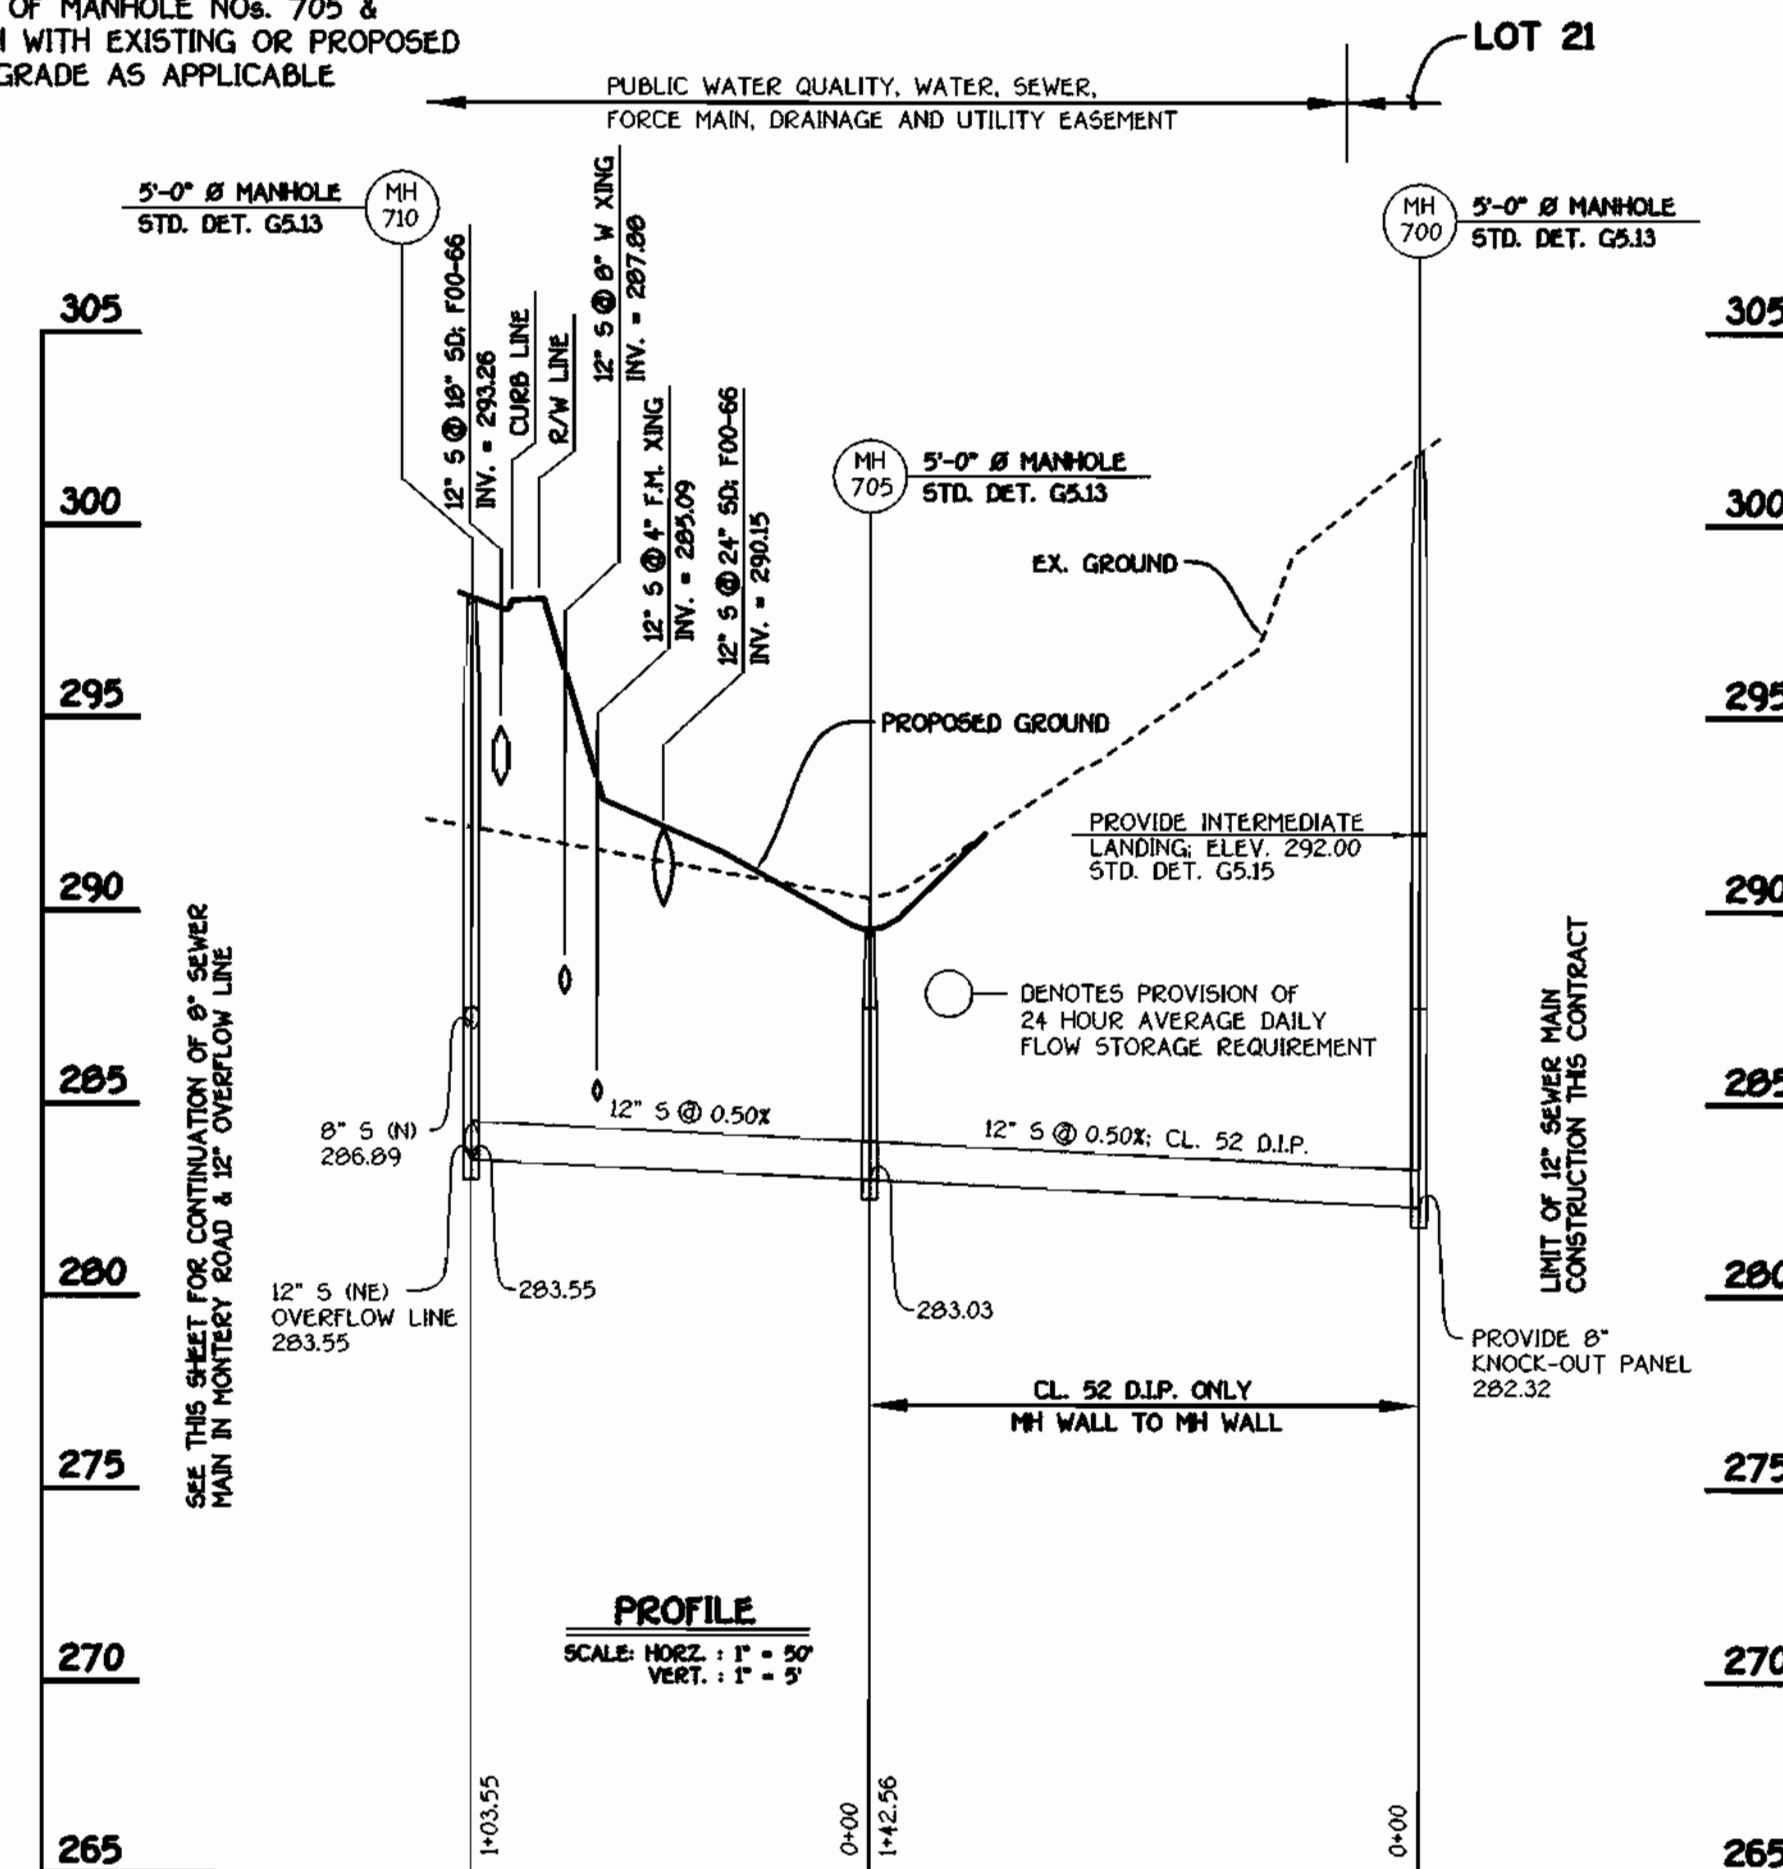 OF MANHOLE NOs. 705 &
WITH EXISTING OR PROPOSED
GRADE AS APPLICABLE
LOT 21
PUBLIC WATER QUALITY, WATER, SEWER,
FORCE MAIN, DRAINAGE AND UTILITY EASEMENT
5'-0" Ø MANHOLE
STD. DET. G5.13
MH
710
12" S @ 18" SD; F00-66
INV. = 293.26
CURB LINE
R/W LINE
12" S @ 8" W XING
INV. = 287.88
12" S @ 4" F.M. XING
INV. = 285.09
12" S @ 24" SD; F00-66
INV. = 290.15
MH
705
5'-0" Ø MANHOLE
STD. DET. G5.13
MH
700
5'-0" Ø MANHOLE
STD. DET. G5.13
305
300
295
290
285
280
275
270
265
305
300
295
290
285
280
275
270
265
EX. GROUND
PROPOSED GROUND
PROVIDE INTERMEDIATE
LANDING; ELEV. 292.00
STD. DET. G5.15
DENOTES PROVISION OF
24 HOUR AVERAGE DAILY
FLOW STORAGE REQUIREMENT
SEE THIS SHEET FOR CONTINUATION OF 8" SEWER
MAIN IN MONTERY ROAD & 12" OVERFLOW LINE
8" S (N)
286.89
12" S @ 0.50%
12" S @ 0.50%; CL. 52 D.I.P.
12" S (NE)
OVERFLOW LINE
283.55
283.55
283.03
PROVIDE 8"
KNOCK-OUT PANEL
282.32
LIMIT OF 12" SEWER MAIN
CONSTRUCTION THIS CONTRACT
CL. 52 D.I.P. ONLY
MH WALL TO MH WALL
PROFILE
SCALE: HORZ. : 1" = 50'
VERT. : 1" = 5'
1+03.55
0+00
1+42.56
0+00